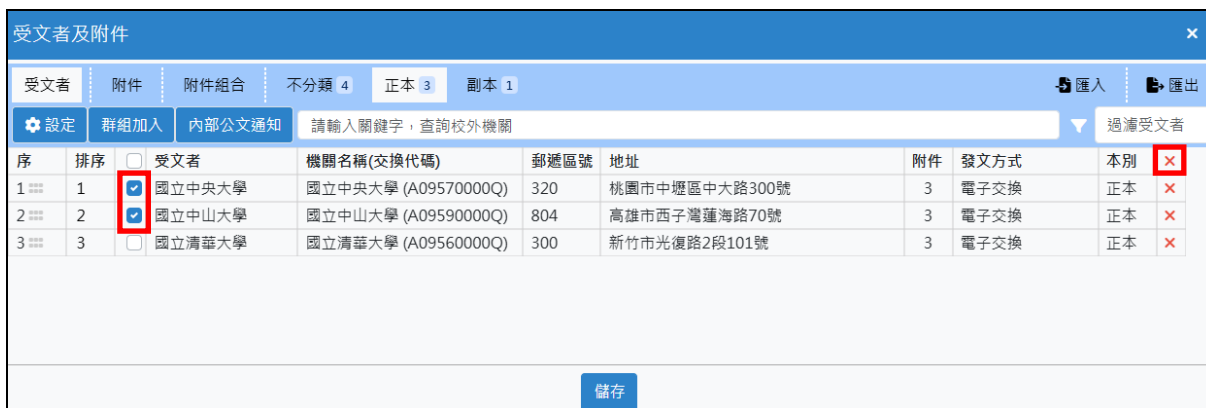 受文者及附件 ×
受文者 附件 附件組合 不分類 4 正本 3 副本 1 匯入 匯出
設定 群組加入 內部公文通知 請輸入關鍵字，查詢校外機關 過濾受文者
序 排序 受文者 機關名稱(交換代碼) 郵遞區號 地址 附件 發文方式 本別 ×
1 1 國立中央大學 國立中央大學 (A09570000Q) 320 桃園市中壢區中大路300號 3 電子交換 正本 ×
2 2 國立中山大學 國立中山大學 (A09590000Q) 804 高雄市西子灣蓮海路70號 3 電子交換 正本 ×
3 3 國立清華大學 國立清華大學 (A09560000Q) 300 新竹市光復路2段101號 3 電子交換 正本 ×
儲存